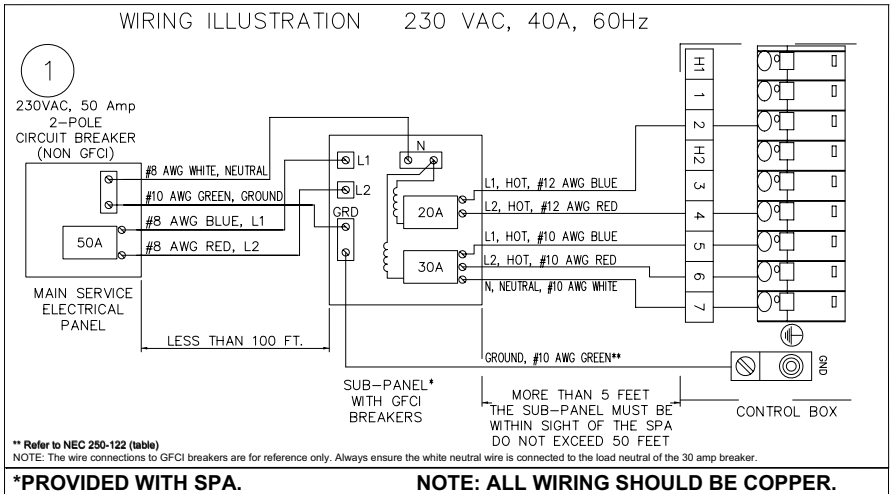 WIRING ILLUSTRATION 230 VAC, 40A, 60Hz
1
230VAC, 50 Amp
2-POLE
CIRCUIT BREAKER
(NON GFCI)
#8 AWG WHITE, NEUTRAL
#10 AWG GREEN, GROUND
#8 AWG BLUE, L1
#8 AWG RED, L2
50A
MAIN SERVICE
ELECTRICAL
PANEL
LESS THAN 100 FT.
N
L1
L2
GRD
20A
30A
SUB-PANEL*
WITH GFCI
BREAKERS
L1, HOT, #12 AWG BLUE
L2, HOT, #12 AWG RED
L1, HOT, #10 AWG BLUE
L2, HOT, #10 AWG RED
N, NEUTRAL, #10 AWG WHITE
GROUND, #10 AWG GREEN**
MORE THAN 5 FEET
THE SUB-PANEL MUST BE
WITHIN SIGHT OF THE SPA
DO NOT EXCEED 50 FEET
H1
1
2
H2
3
4
5
6
7
GND
CONTROL BOX
** Refer to NEC 250-122 (table)
NOTE: The wire connections to GFCI breakers are for reference only. Always ensure the white neutral wire is connected to the load neutral of the 30 amp breaker.
*PROVIDED WITH SPA. NOTE: ALL WIRING SHOULD BE COPPER.